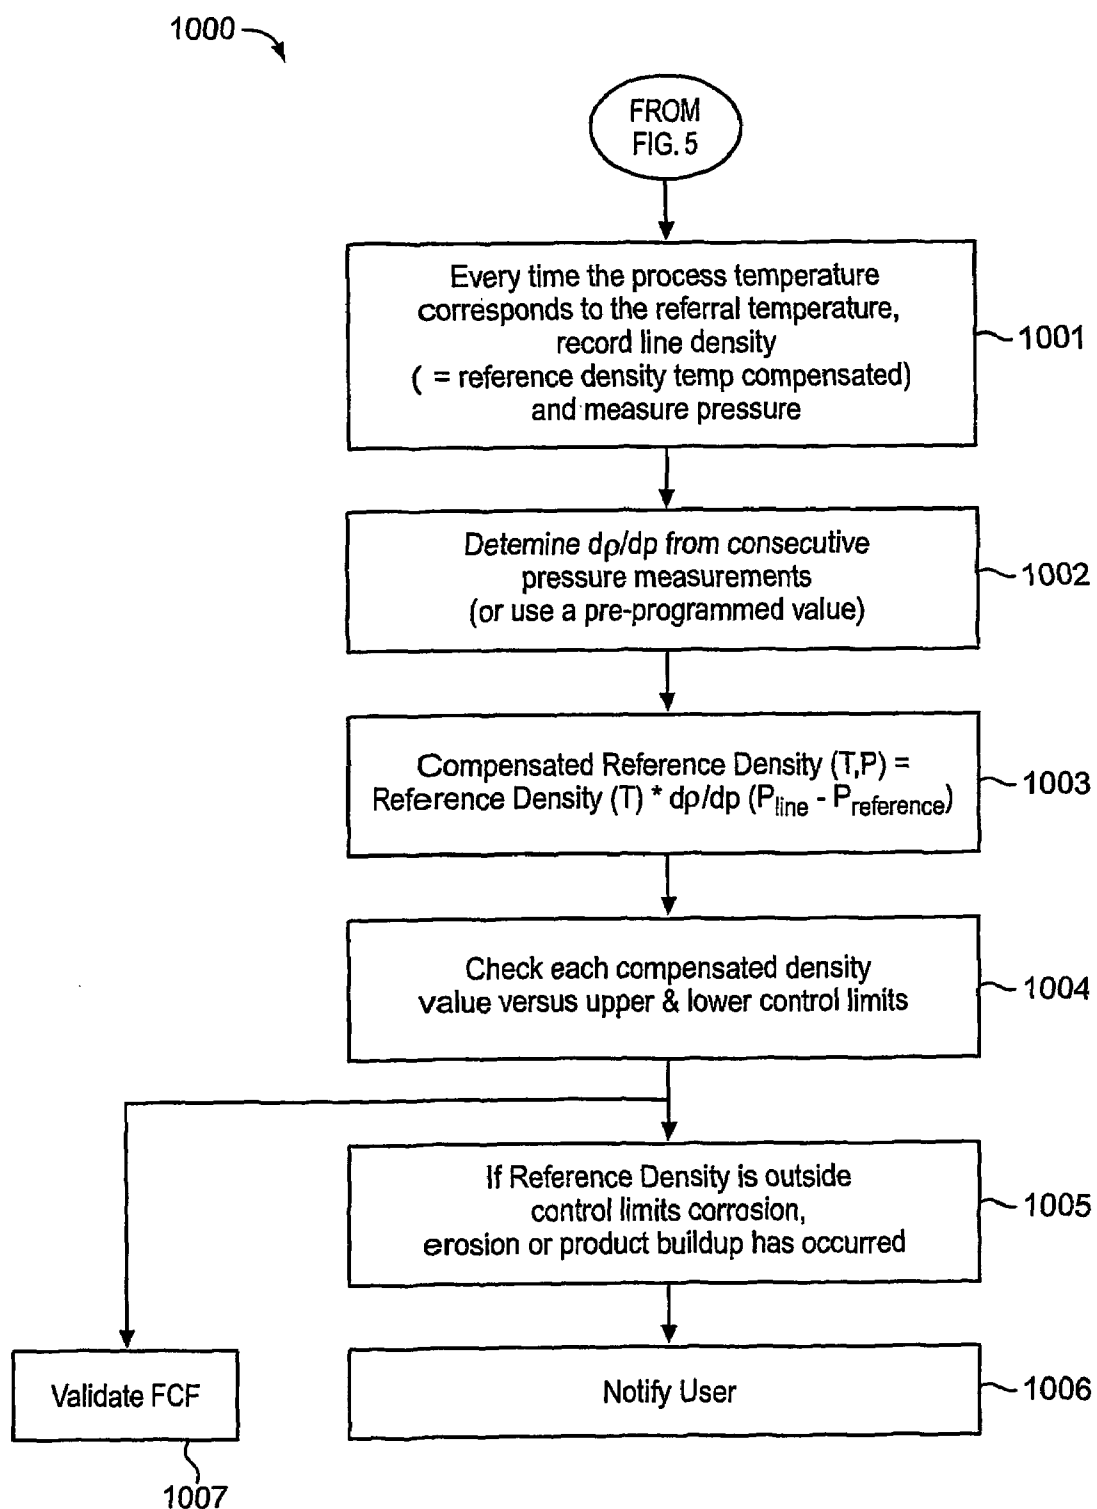 1000
FROM
FIG. 5
Every time the process temperature
corresponds to the referral temperature,
record line density
( = reference density temp compensated)
and measure pressure
1001
Detemine dρ/dp from consecutive
pressure measurements
(or use a pre-programmed value)
1002
Compensated Reference Density (T,P) =
Reference Density (T) * dρ/dp (Pline - Preference)
1003
Check each compensated density
value versus upper & lower control limits
1004
If Reference Density is outside
control limits corrosion,
erosion or product buildup has occurred
1005
Validate FCF
1007
Notify User
1006